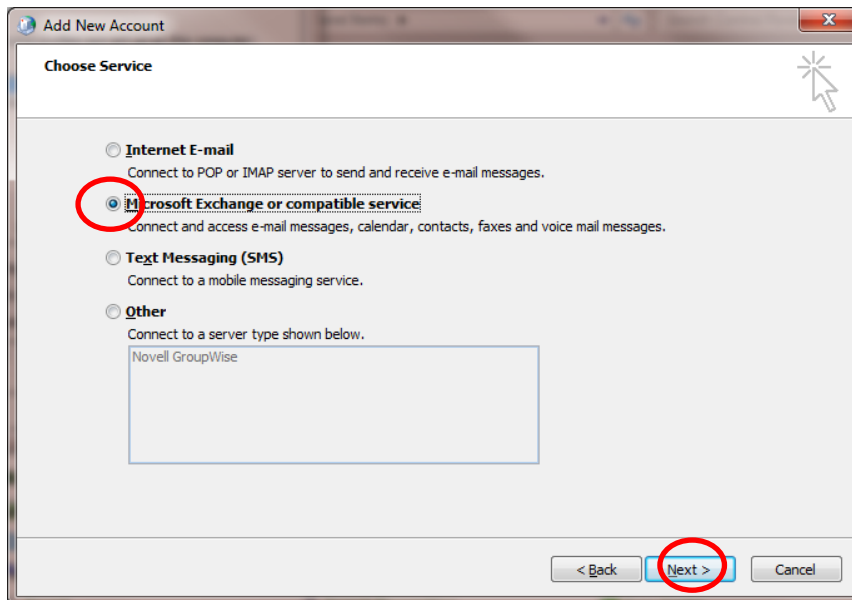 Add New Account
Choose Service
Internet E-mail
Connect to POP or IMAP server to send and receive e-mail messages.
Microsoft Exchange or compatible service
Connect and access e-mail messages, calendar, contacts, faxes and voice mail messages.
Text Messaging (SMS)
Connect to a mobile messaging service.
Other
Connect to a server type shown below.
Novell GroupWise
< Back Next > Cancel